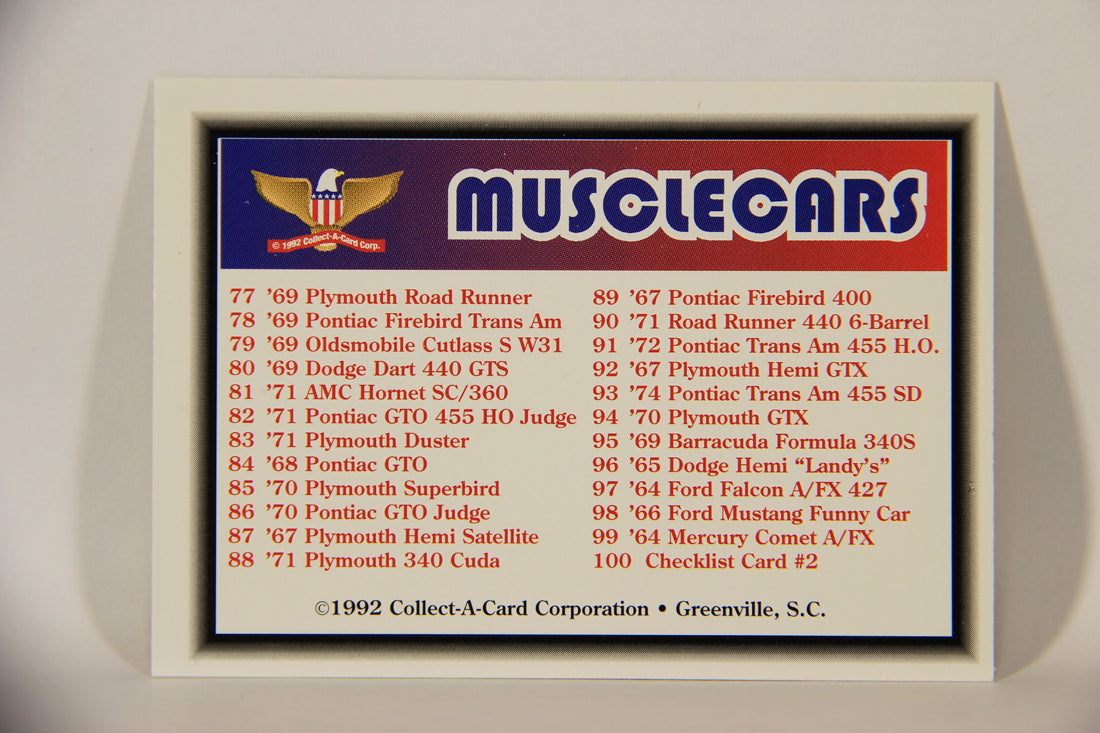 © 1992 Collect-A-Card Corp.
MUSCLECARS
77 '69 Plymouth Road Runner
78 '69 Pontiac Firebird Trans Am
79 '69 Oldsmobile Cutlass S W31
80 '69 Dodge Dart 440 GTS
81 '71 AMC Hornet SC/360
82 '71 Pontiac GTO 455 HO Judge
83 '71 Plymouth Duster
84 '68 Pontiac GTO
85 '70 Plymouth Superbird
86 '70 Pontiac GTO Judge
87 '67 Plymouth Hemi Satellite
88 '71 Plymouth 340 Cuda
89 '67 Pontiac Firebird 400
90 '71 Road Runner 440 6-Barrel
91 '72 Pontiac Trans Am 455 H.O.
92 '67 Plymouth Hemi GTX
93 '74 Pontiac Trans Am 455 SD
94 '70 Plymouth GTX
95 '69 Barracuda Formula 340S
96 '65 Dodge Hemi “Landy's”
97 '64 Ford Falcon A/FX 427
98 '66 Ford Mustang Funny Car
99 '64 Mercury Comet A/FX
100 Checklist Card #2
©1992 Collect-A-Card Corporation • Greenville, S.C.